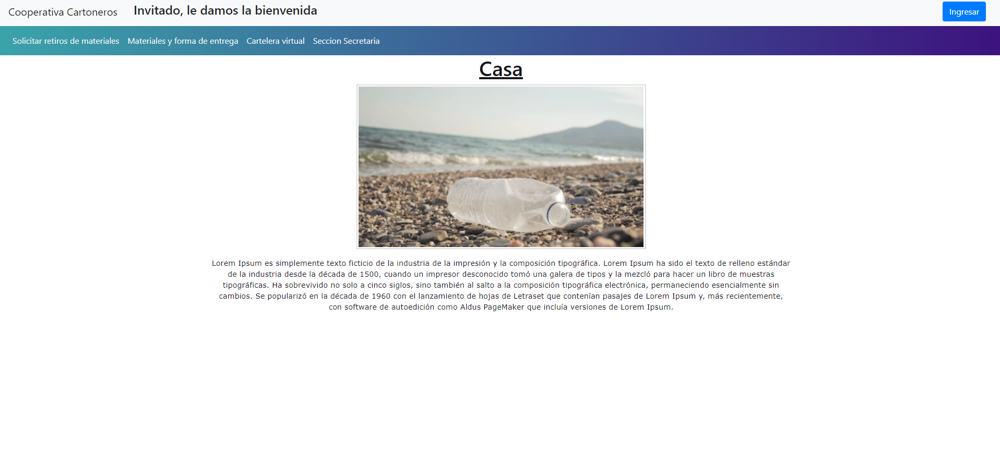 Cooperativa Cartoneros
Invitado, le damos la bienvenida
Ingresar
Solicitar retiros de materiales
Materiales y forma de entrega
Cartelera virtual
Seccion Secretaria
Casa
Lorem Ipsum es simplemente texto ficticio de la industria de la impresión y la composición tipográfica. Lorem Ipsum ha sido el texto de relleno estándar
de la industria desde la década de 1500, cuando un impresor desconocido tomó una galera de tipos y la mezcló para hacer un libro de muestras
tipográficas. Ha sobrevivido no solo a cinco siglos, sino también al salto a la composición tipográfica electrónica, permaneciendo esencialmente sin
cambios. Se popularizó en la década de 1960 con el lanzamiento de hojas de Letraset que contenían pasajes de Lorem Ipsum y, más recientemente,
con software de autoedición como Aldus PageMaker que incluía versiones de Lorem Ipsum.